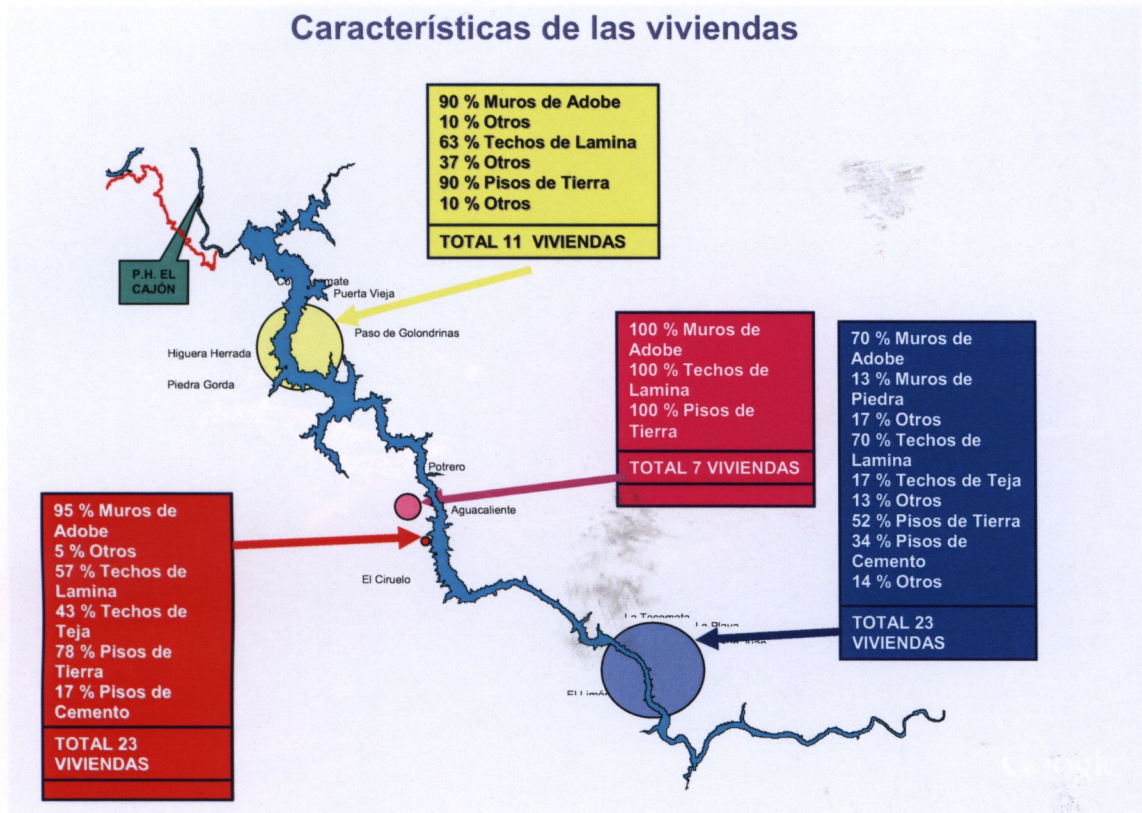 Características de las viviendas
90 % Muros de Adobe
10 % Otros
63 % Techos de Lamina
37 % Otros
90 % Pisos de Tierra
10 % Otros
TOTAL 11 VIVIENDAS
P.H. EL
CAJÓN
Puerta Vieja
Paso de Golondrinas
Higuera Herrada
Piedra Gorda
100 % Muros de
Adobe
100 % Techos de
Lamina
100 % Pisos de
Tierra
TOTAL 7 VIVIENDAS
70 % Muros de
Adobe
13 % Muros de
Piedra
17 % Otros
70 % Techos de
Lamina
17 % Techos de Teja
13 % Otros
52 % Pisos de Tierra
34 % Pisos de
Cemento
14 % Otros
TOTAL 23
VIVIENDAS
Potrero
Aguacaliente
El Ciruelo
95 % Muros de
Adobe
5 % Otros
57 % Techos de
Lamina
43 % Techos de
Teja
78 % Pisos de
Tierra
17 % Pisos de
Cemento
TOTAL 23
VIVIENDAS
La Tecomata
La Playa
El Limón
Google